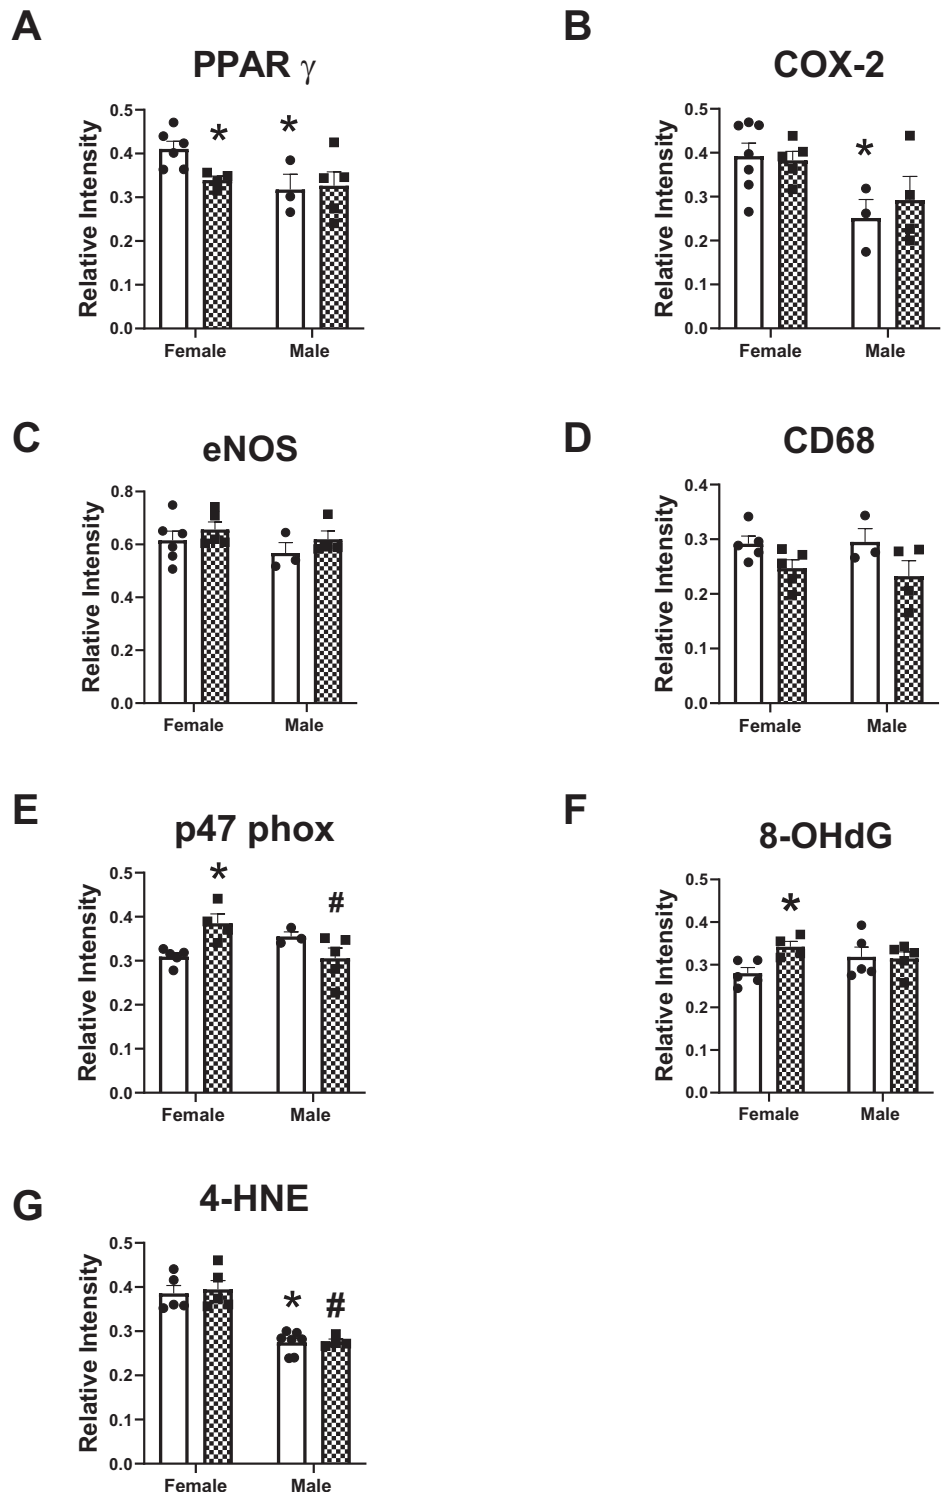 A
PPAR γ
Relative Intensity
0.5
0.4
0.3
0.2
0.1
0.0
*
*
Female
Male
B
COX-2
Relative Intensity
0.5
0.4
0.3
0.2
0.1
0.0
*
Female
Male
C
eNOS
Relative Intensity
0.8
0.6
0.4
0.2
0.0
Female
Male
D
CD68
Relative Intensity
0.4
0.3
0.2
0.1
0.0
Female
Male
E
p47 phox
Relative Intensity
0.5
0.4
0.3
0.2
0.1
0.0
*
#
Female
Male
F
8-OHdG
Relative Intensity
0.5
0.4
0.3
0.2
0.1
0.0
*
Female
Male
G
4-HNE
Relative Intensity
0.5
0.4
0.3
0.2
0.1
0.0
*
#
Female
Male